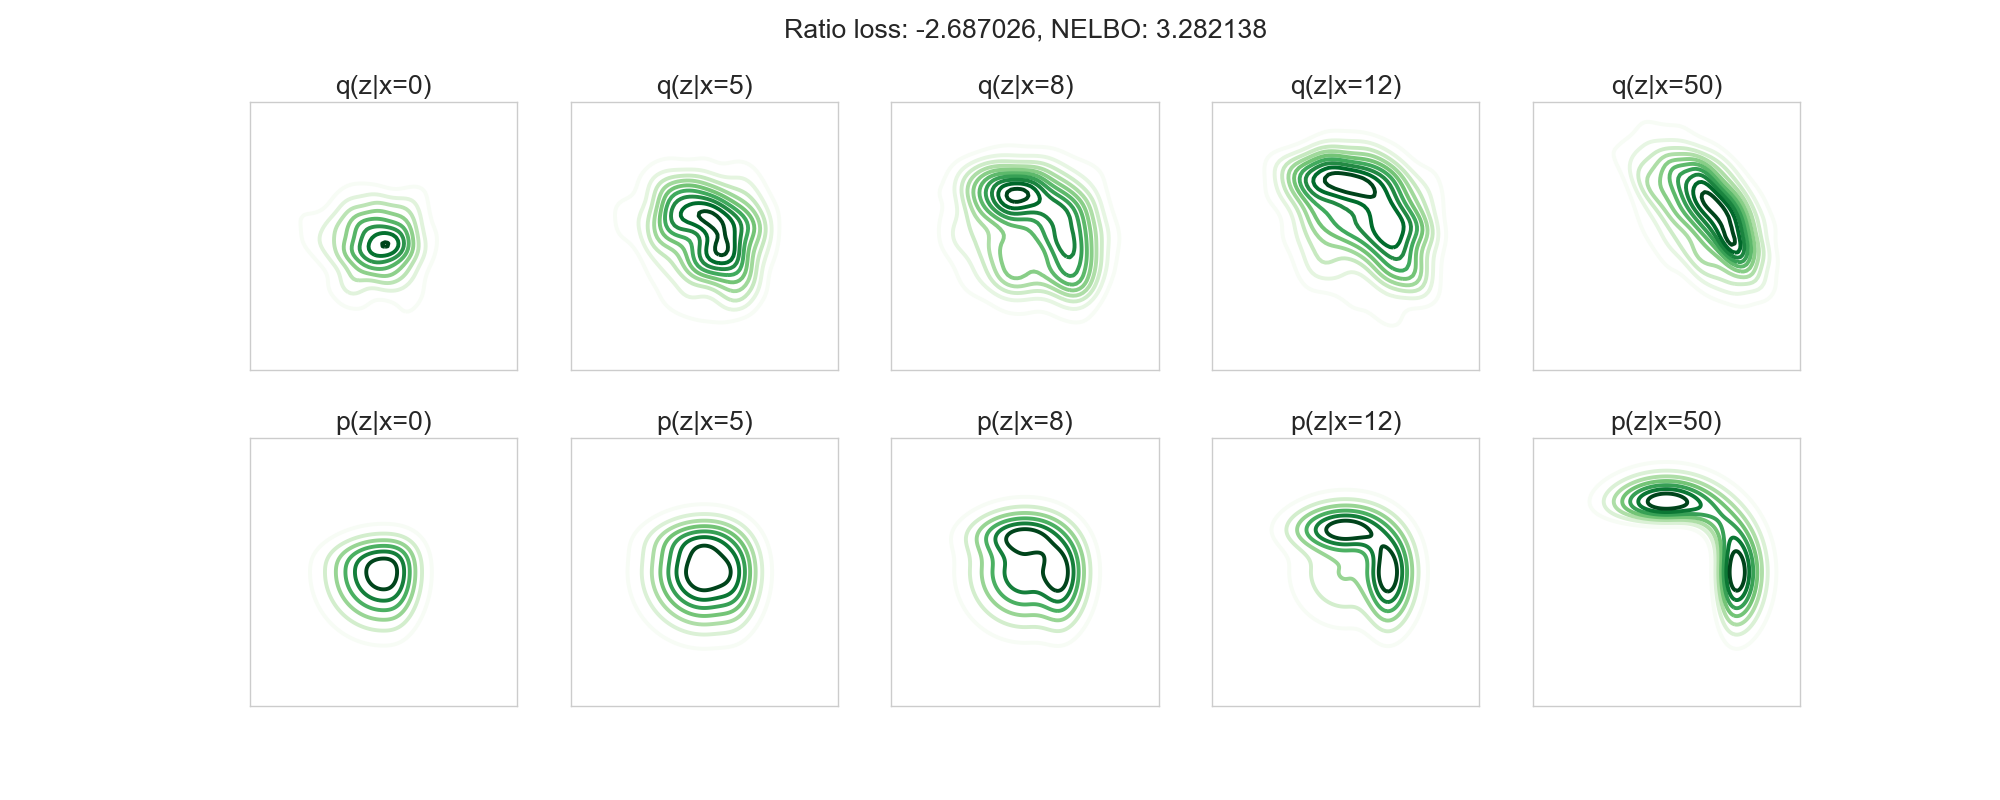 Ratio loss: -2.687026, NELBO: 3.282138
q(z|x=0) q(z|x=5) q(z|x=8) q(z|x=12) q(z|x=50)
p(z|x=0) p(z|x=5) p(z|x=8) p(z|x=12) p(z|x=50)